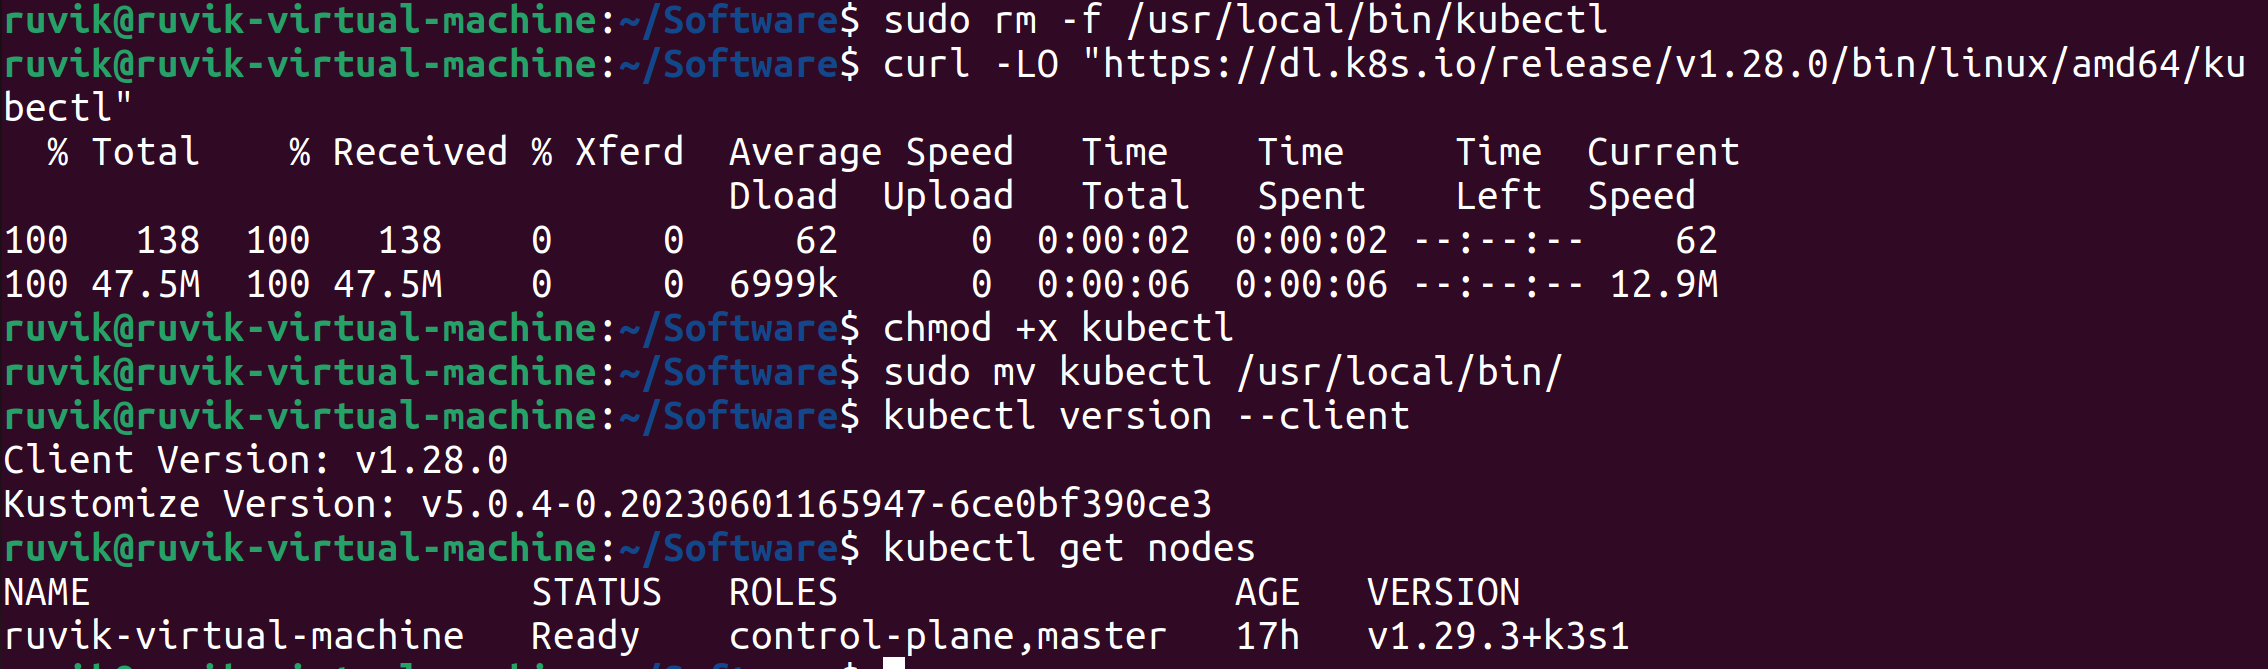 ruvik@ruvik-virtual-machine:~/Software$ sudo rm -f /usr/local/bin/kubectl
ruvik@ruvik-virtual-machine:~/Software$ curl -LO "https://dl.k8s.io/release/v1.28.0/bin/linux/amd64/ku
bectl"
  % Total    % Received % Xferd  Average Speed   Time    Time     Time  Current
                                 Dload  Upload   Total   Spent    Left  Speed
100   138  100   138    0     0     62      0  0:00:02  0:00:02 --:--:--    62
100 47.5M  100 47.5M    0     0  6999k      0  0:00:06  0:00:06 --:--:-- 12.9M
ruvik@ruvik-virtual-machine:~/Software$ chmod +x kubectl
ruvik@ruvik-virtual-machine:~/Software$ sudo mv kubectl /usr/local/bin/
ruvik@ruvik-virtual-machine:~/Software$ kubectl version --client
Client Version: v1.28.0
Kustomize Version: v5.0.4-0.20230601165947-6ce0bf390ce3
ruvik@ruvik-virtual-machine:~/Software$ kubectl get nodes
NAME                    STATUS   ROLES                  AGE   VERSION
ruvik-virtual-machine   Ready    control-plane,master   17h   v1.29.3+k3s1
ruvik@ruvik-virtual-machine:~/Software$